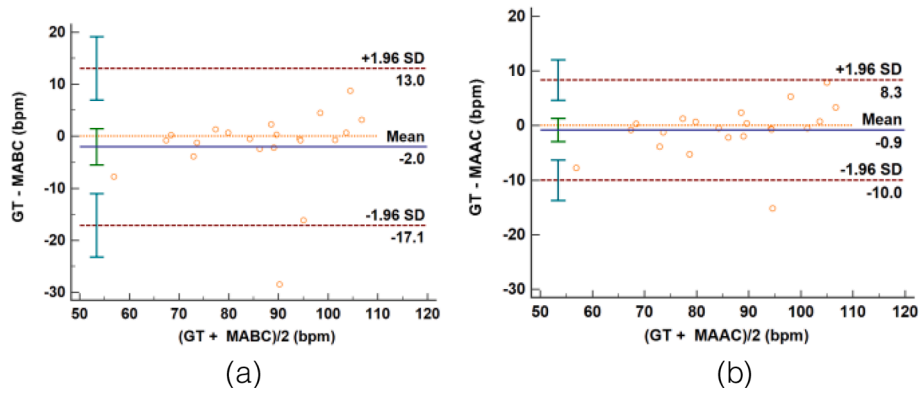 20
10
0
-10
-20
-30
GT - MABC (bpm)
+1.96 SD
13.0
Mean
-2.0
-1.96 SD
-17.1
50 60 70 80 90 100 110 120
(GT + MABC)/2 (bpm)
(a)
20
10
0
-10
-20
-30
GT - MAAC (bpm)
+1.96 SD
8.3
Mean
-0.9
-1.96 SD
-10.0
50 60 70 80 90 100 110 120
(GT + MAAC)/2 (bpm)
(b)